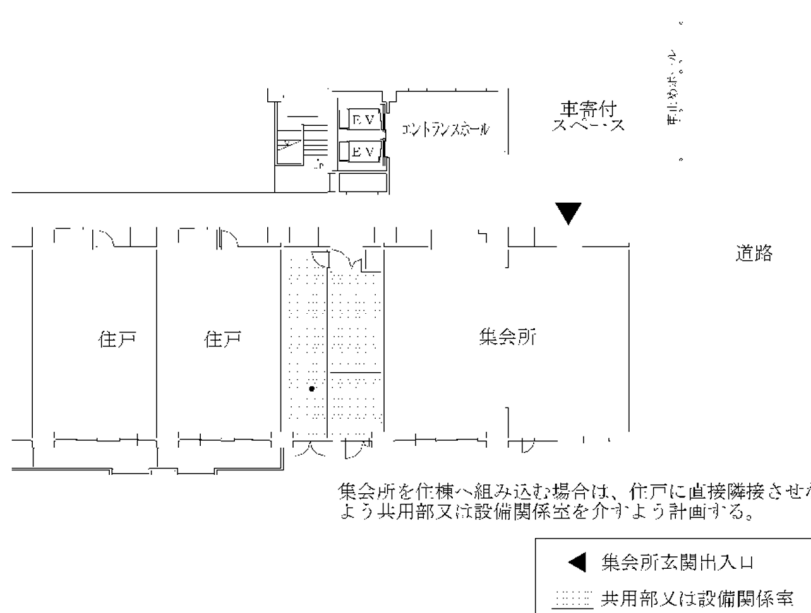 車寄付
スペース
EV
EV
エントランスホール
道路
住戸
住戸
集会所
集会所を住棟へ組み込む場合は、住戸に直接隣接させな
よう共用部又は設備関係室を介すよう計画する。
集会所玄関出入口
共用部又は設備関係室